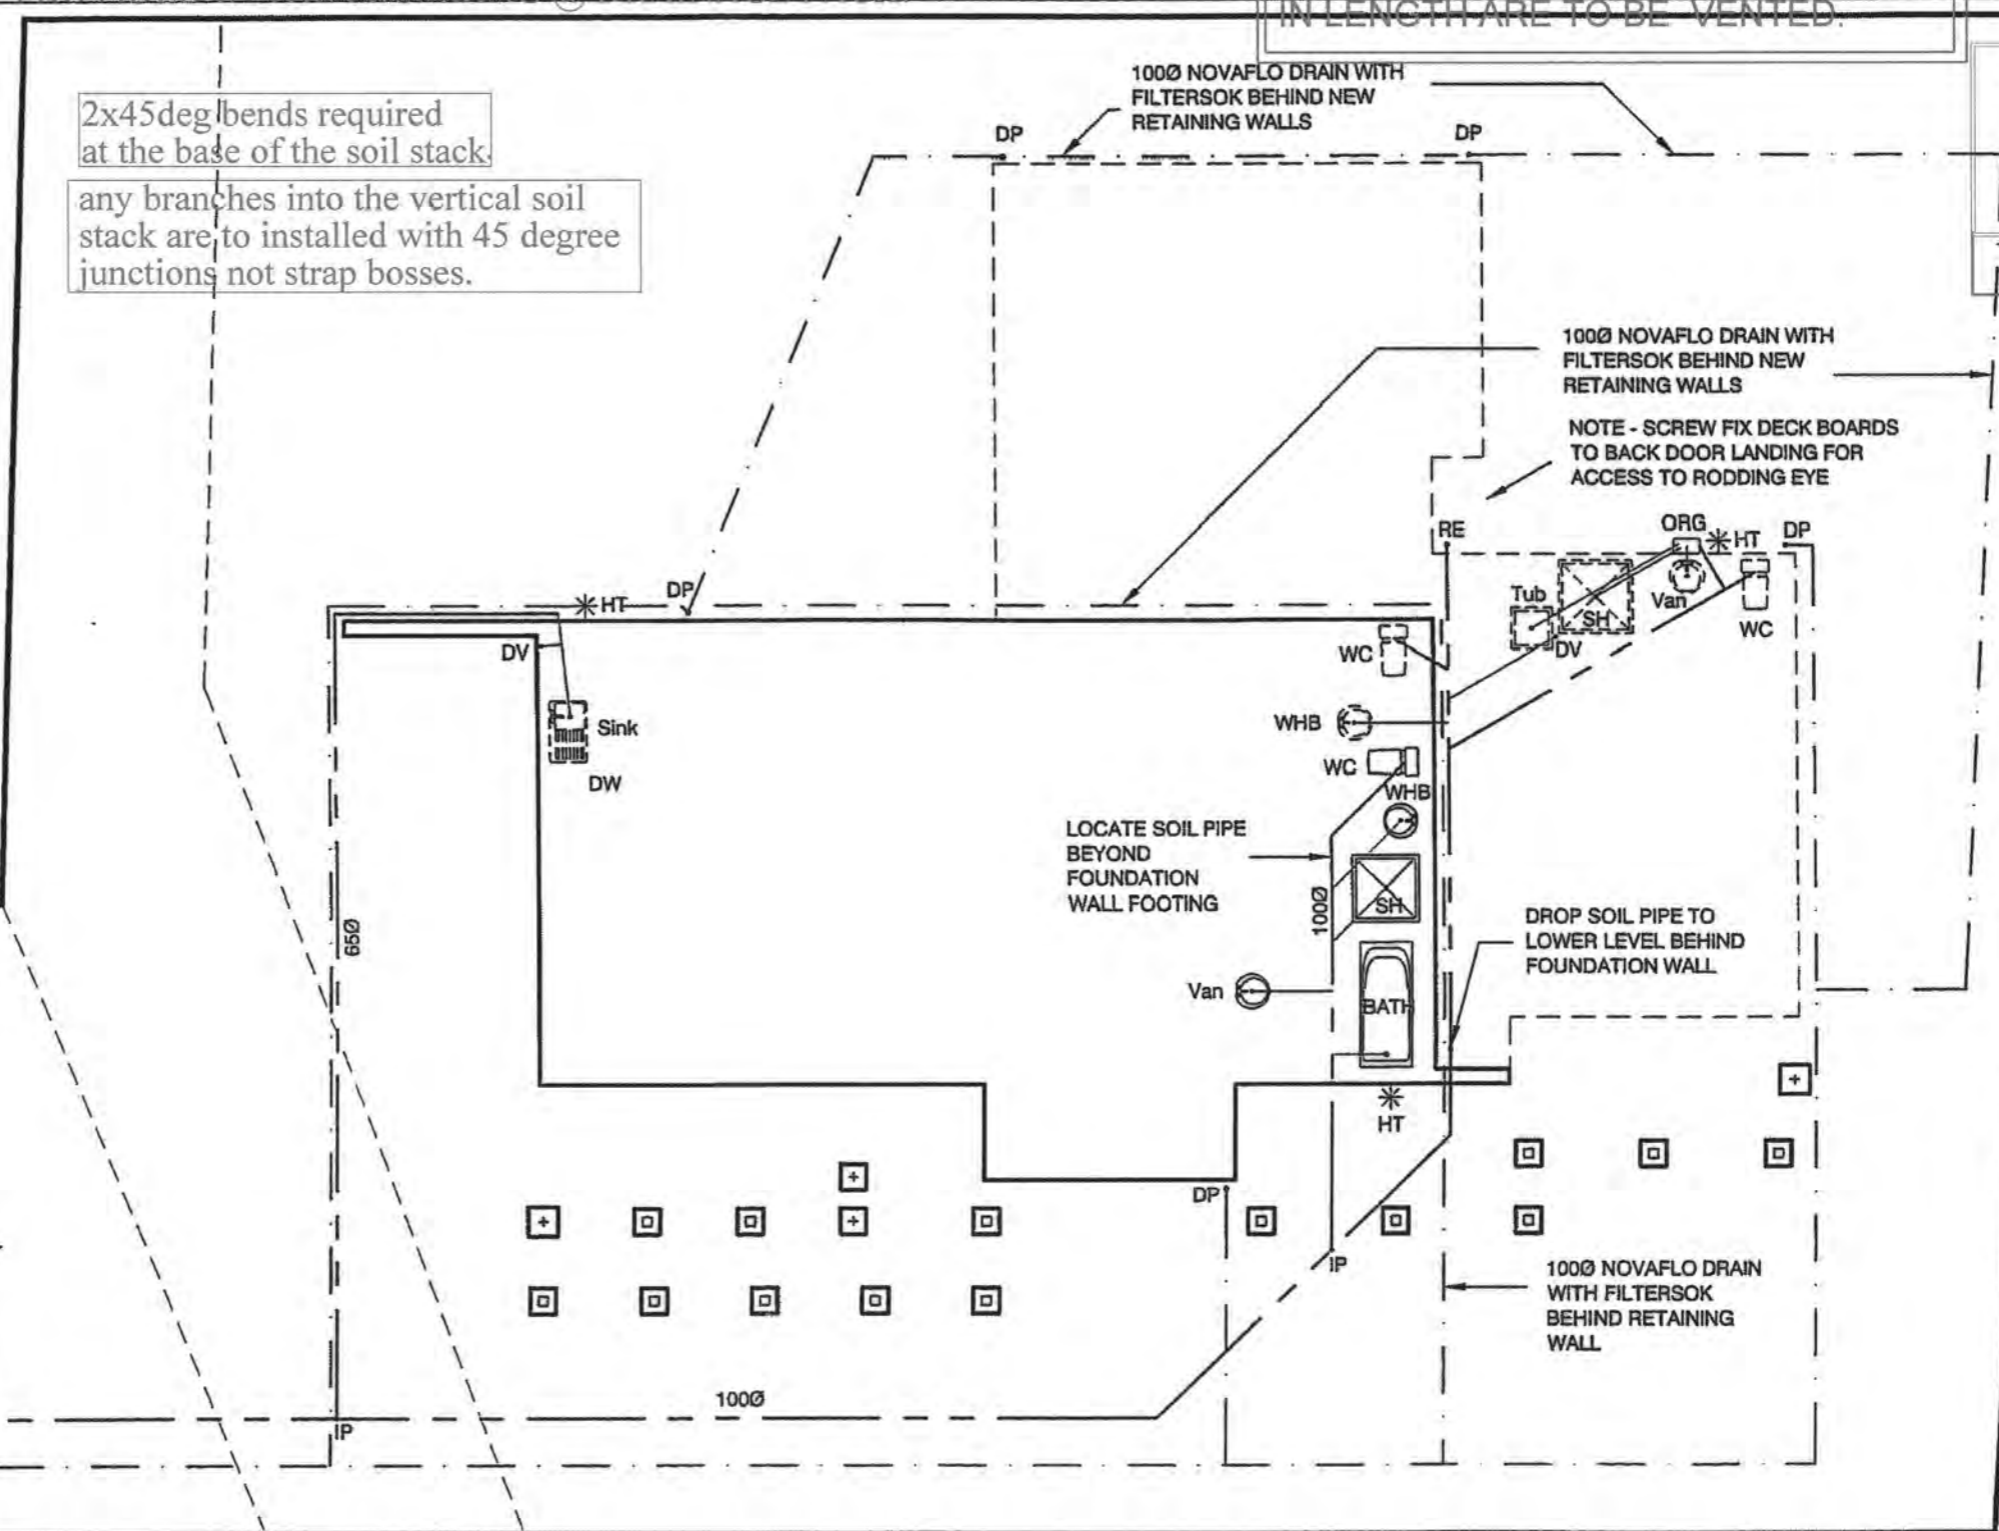 IN LENGTH ARE TO BE VENTED.
2x45deg bends required
at the base of the soil stack.
any branches into the vertical soil
stack are to installed with 45 degree
junctions not strap bosses.
100Ø NOVAFLO DRAIN WITH
FILTERSOK BEHIND NEW
RETAINING WALLS
DP
DP
100Ø NOVAFLO DRAIN WITH
FILTERSOK BEHIND NEW
RETAINING WALLS
NOTE - SCREW FIX DECK BOARDS
TO BACK DOOR LANDING FOR
ACCESS TO RODDING EYE
RE
ORG
HT
DP
Tub
SH
Van
WC
DV
HT
DP
DV
Sink
DW
WC
WHB
WC
WHB
LOCATE SOIL PIPE
BEYOND
FOUNDATION
WALL FOOTING
100Ø
SH
DROP SOIL PIPE TO
LOWER LEVEL BEHIND
FOUNDATION WALL
65Ø
Van
BATH
HT
DP
IP
100Ø NOVAFLO DRAIN
WITH FILTERSOK
BEHIND RETAINING
WALL
100Ø
IP